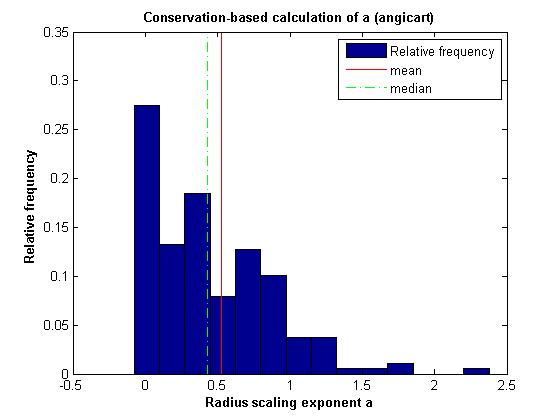 Conservation-based calculation of a (angicart)
0.35
0.3
0.25
0.2
0.15
0.1
0.05
0
Relative frequency
Relative frequency
mean
median
-0.5
0
0.5
1
1.5
2
2.5
Radius scaling exponent a